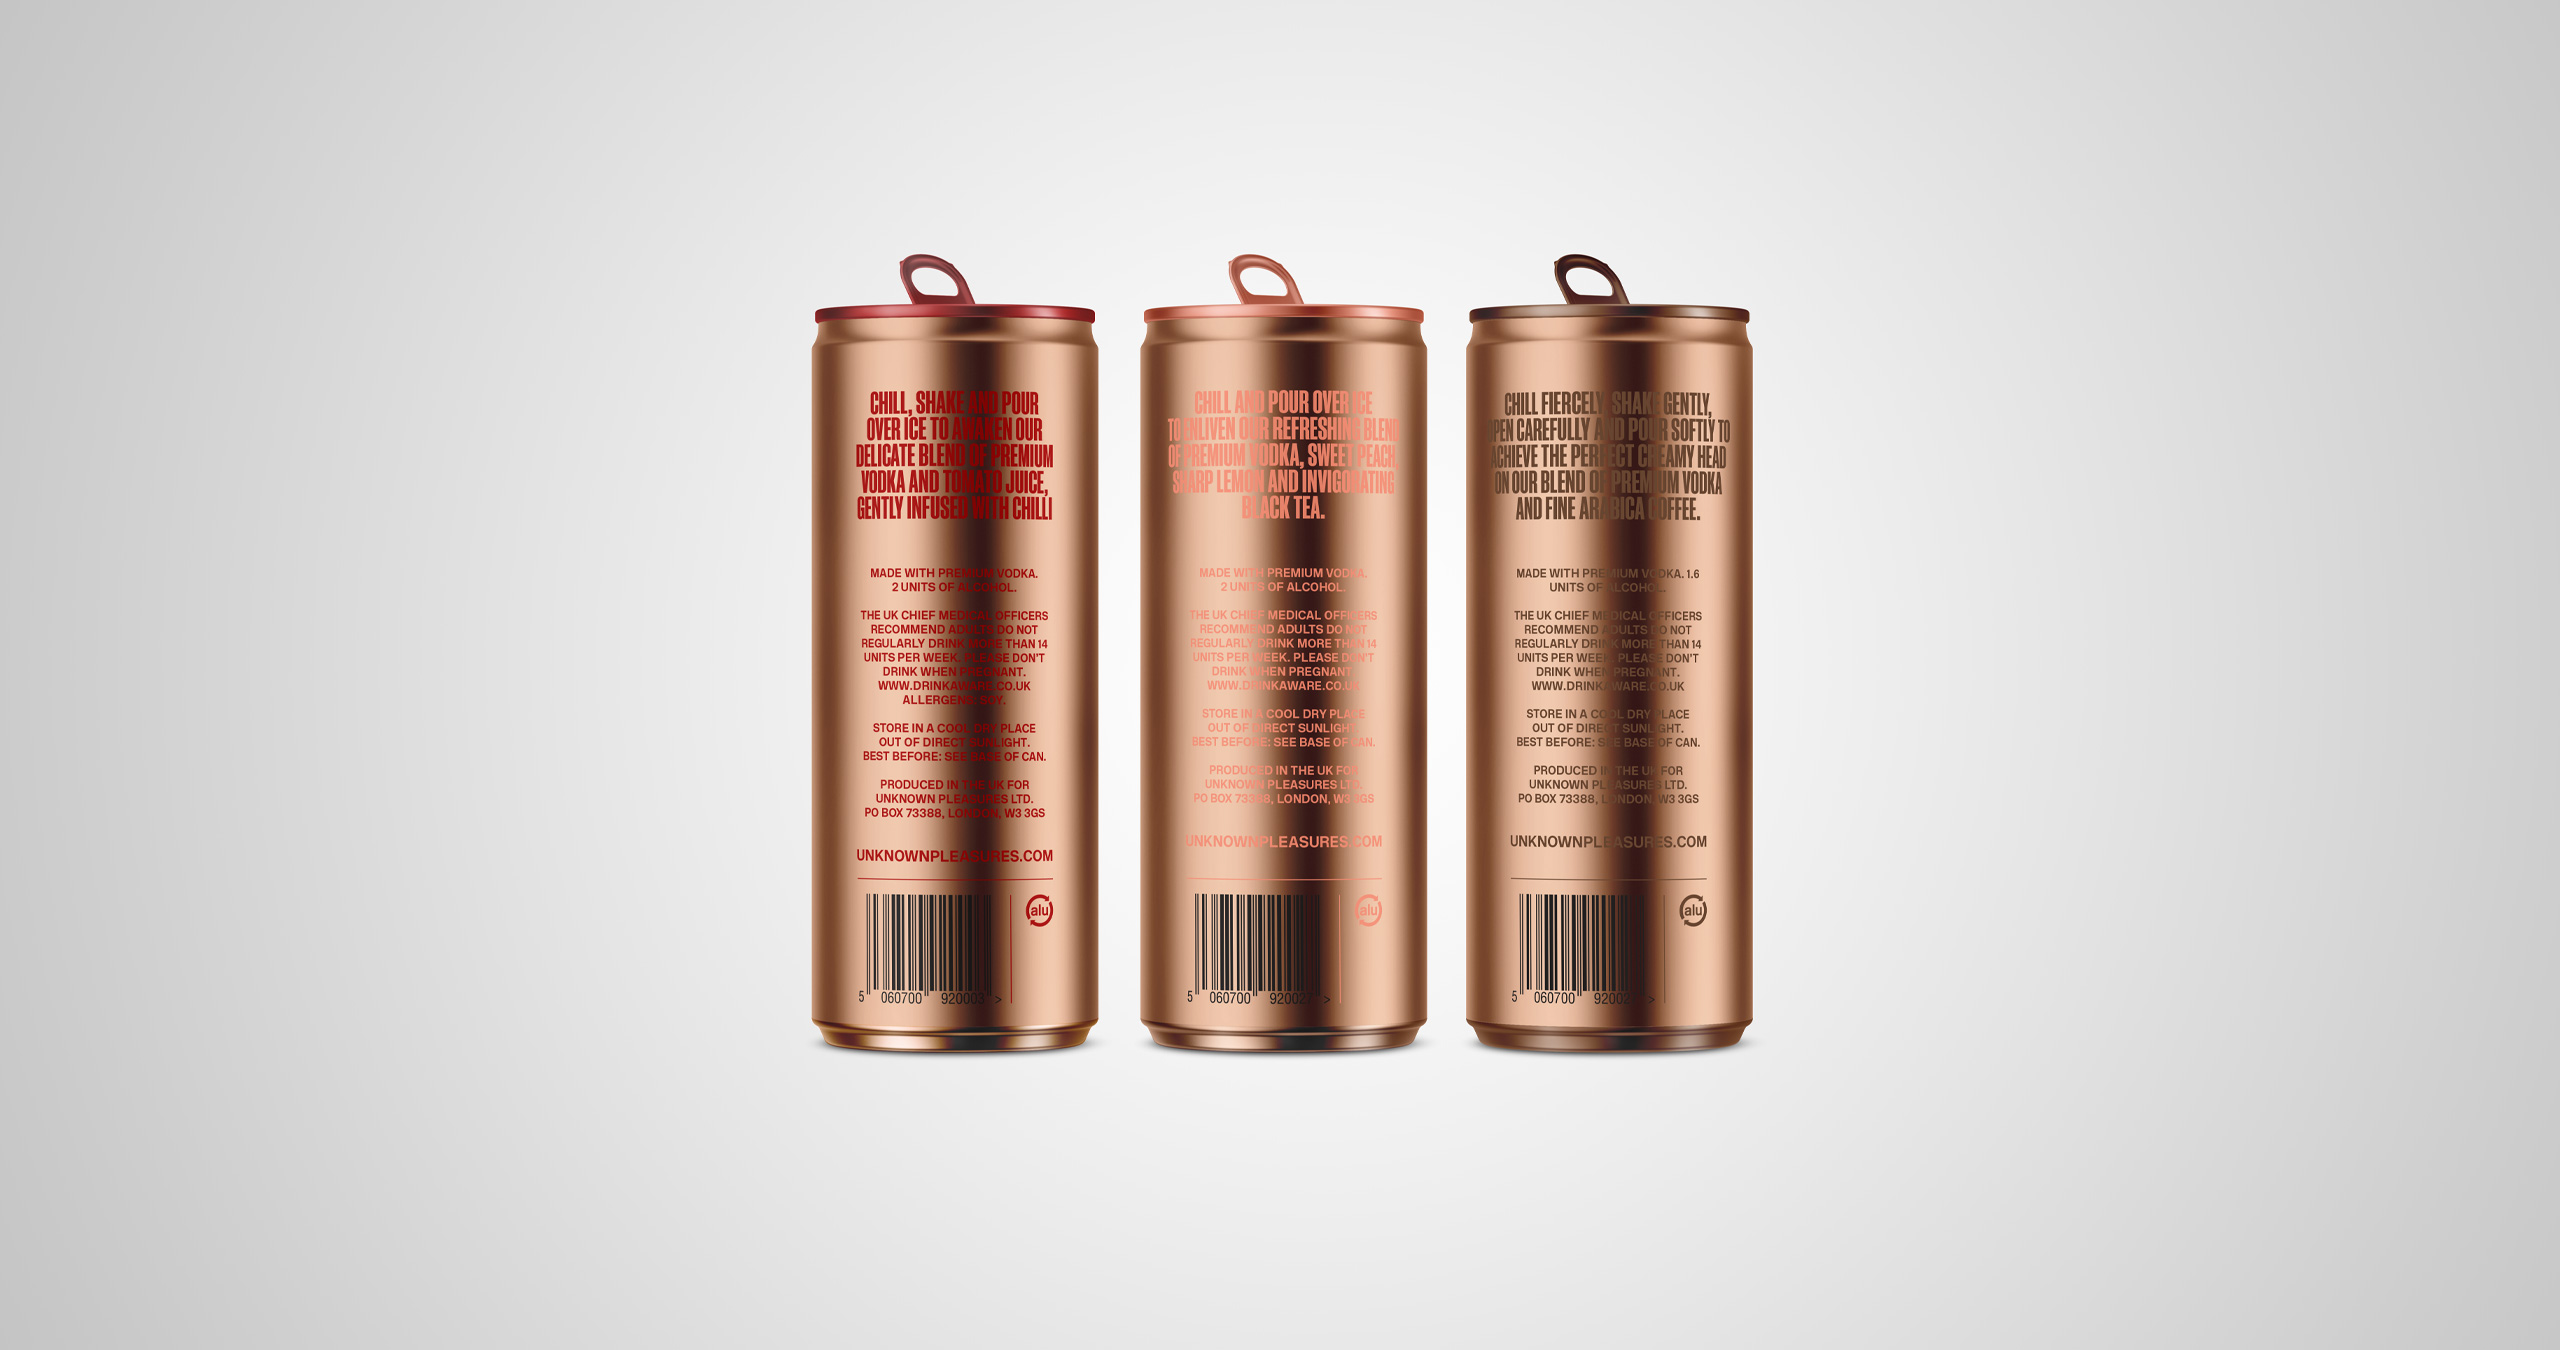 CHILL, SHAKE AND POUR
OVER ICE TO AWAKEN OUR
DELICATE BLEND OF PREMIUM
VODKA AND TOMATO JUICE,
GENTLY INFUSED WITH CHILLI
MADE WITH PREMIUM VODKA.
2 UNITS OF ALCOHOL.
THE UK CHIEF MEDICAL OFFICERS
RECOMMEND ADULTS DO NOT
REGULARLY DRINK MORE THAN 14
UNITS PER WEEK. PLEASE DON'T
DRINK WHEN PREGNANT.
WWW.DRINKAWARE.CO.UK
ALLERGENS: SOY.
STORE IN A COOL DRY PLACE
OUT OF DIRECT SUNLIGHT.
BEST BEFORE: SEE BASE OF CAN.
PRODUCED IN THE UK FOR
UNKNOWN PLEASURES LTD.
PO BOX 73388, LONDON, W3 3GS
UNKNOWNPLEASURES.COM
alu
5 060700 920003 >
CHILL AND POUR OVER ICE
TO ENLIVEN OUR REFRESHING BLEND
OF PREMIUM VODKA, SWEET PEACH,
SHARP LEMON AND INVIGORATING
BLACK TEA.
MADE WITH PREMIUM VODKA.
2 UNITS OF ALCOHOL.
THE UK CHIEF MEDICAL OFFICERS
RECOMMEND ADULTS DO NOT
REGULARLY DRINK MORE THAN 14
UNITS PER WEEK. PLEASE DON'T
DRINK WHEN PREGNANT.
WWW.DRINKAWARE.CO.UK
STORE IN A COOL DRY PLACE
OUT OF DIRECT SUNLIGHT.
BEST BEFORE: SEE BASE OF CAN.
PRODUCED IN THE UK FOR
UNKNOWN PLEASURES LTD.
PO BOX 73388, LONDON, W3 3GS
UNKNOWNPLEASURES.COM
alu
5 060700 >
CHILL FIERCELY, SHAKE GENTLY,
OPEN CAREFULLY AND POUR SOFTLY TO
ACHIEVE THE PERFECT CREAMY HEAD
ON OUR BLEND OF PREMIUM VODKA
AND FINE ARABICA COFFEE.
MADE WITH PREMIUM VODKA. 1.6
UNITS OF ALCOHOL.
THE UK CHIEF MEDICAL OFFICERS
RECOMMEND ADULTS DO NOT
REGULARLY DRINK MORE THAN 14
UNITS PER WEEK. PLEASE DON'T
DRINK WHEN PREGNANT.
WWW.DRINKAWARE.CO.UK
STORE IN A COOL DRY PLACE
OUT OF DIRECT SUNLIGHT.
BEST BEFORE: SEE BASE OF CAN.
PRODUCED IN THE UK FOR
UNKNOWN PLEASURES LTD.
PO BOX 73388, LONDON, W3 3GS
UNKNOWNPLEASURES.COM
alu
5 060700 >